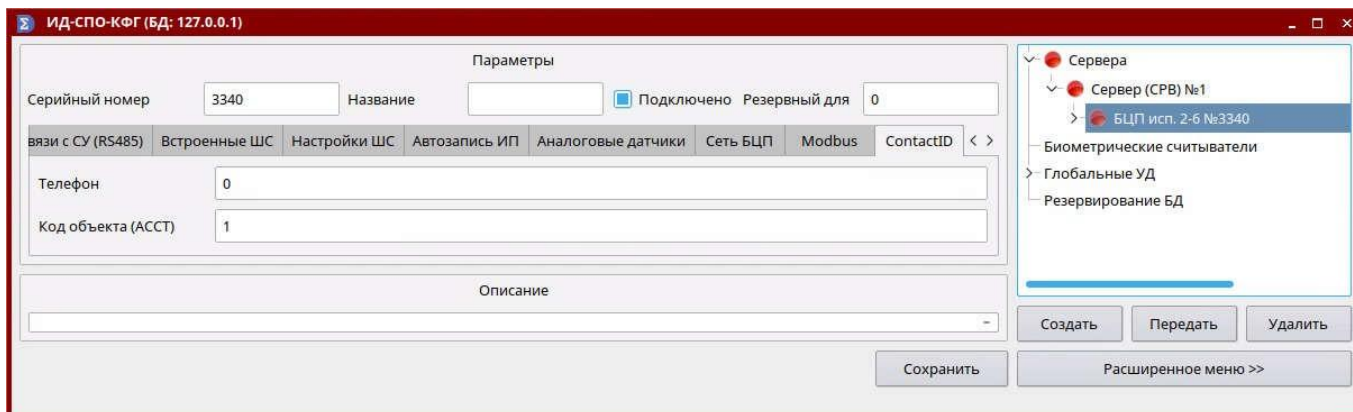 ИД-СПО-КФГ (БД: 127.0.0.1)
Параметры
Серийный номер 3340 Название Подключено Резервный для 0
вязи с СУ (RS485) Встроенные ШС Настройки ШС Автозапись ИП Аналоговые датчики Сеть БЦП Modbus ContactID
Телефон 0
Код объекта (ACCT) 1
Описание
Сохранить
Сервера
Сервер (СРВ) №1
БЦП исп. 2-6 №3340
Биометрические считыватели
Глобальные УД
Резервирование БД
Создать Передать Удалить
Расширенное меню >>